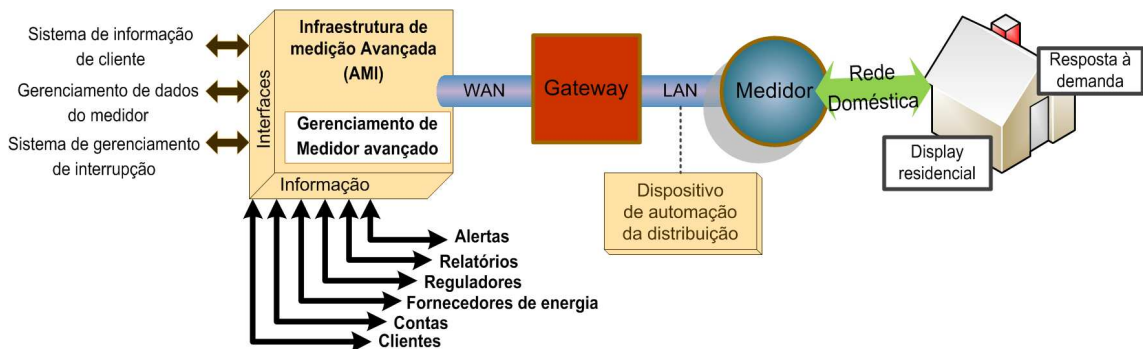 Sistema de informação
de cliente
Gerenciamento de dados
do medidor
Sistema de gerenciamento
de interrupção
Interfaces
Infraestrutura de
medição Avançada
(AMI)
Gerenciamento de
Medidor avançado
Informação
WAN
Gateway
LAN
Medidor
Rede
Doméstica
Resposta à
demanda
Display
residencial
Dispositivo
de automação
da distribuição
Alertas
Relatórios
Reguladores
Fornecedores de energia
Contas
Clientes